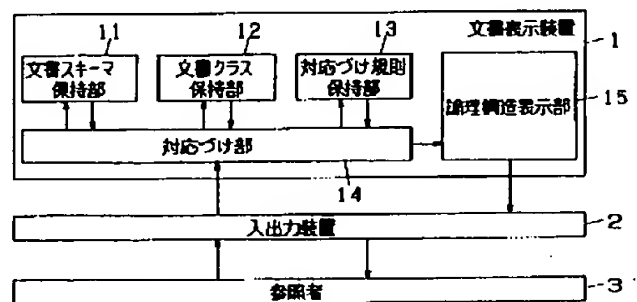 文書表示装置
1
11
12
13
15
文書スキーマ
保持部
文書クラス
保持部
対応づけ規則
保持部
論理構造表示部
対応づけ部
14
入出力装置
2
参照者
3